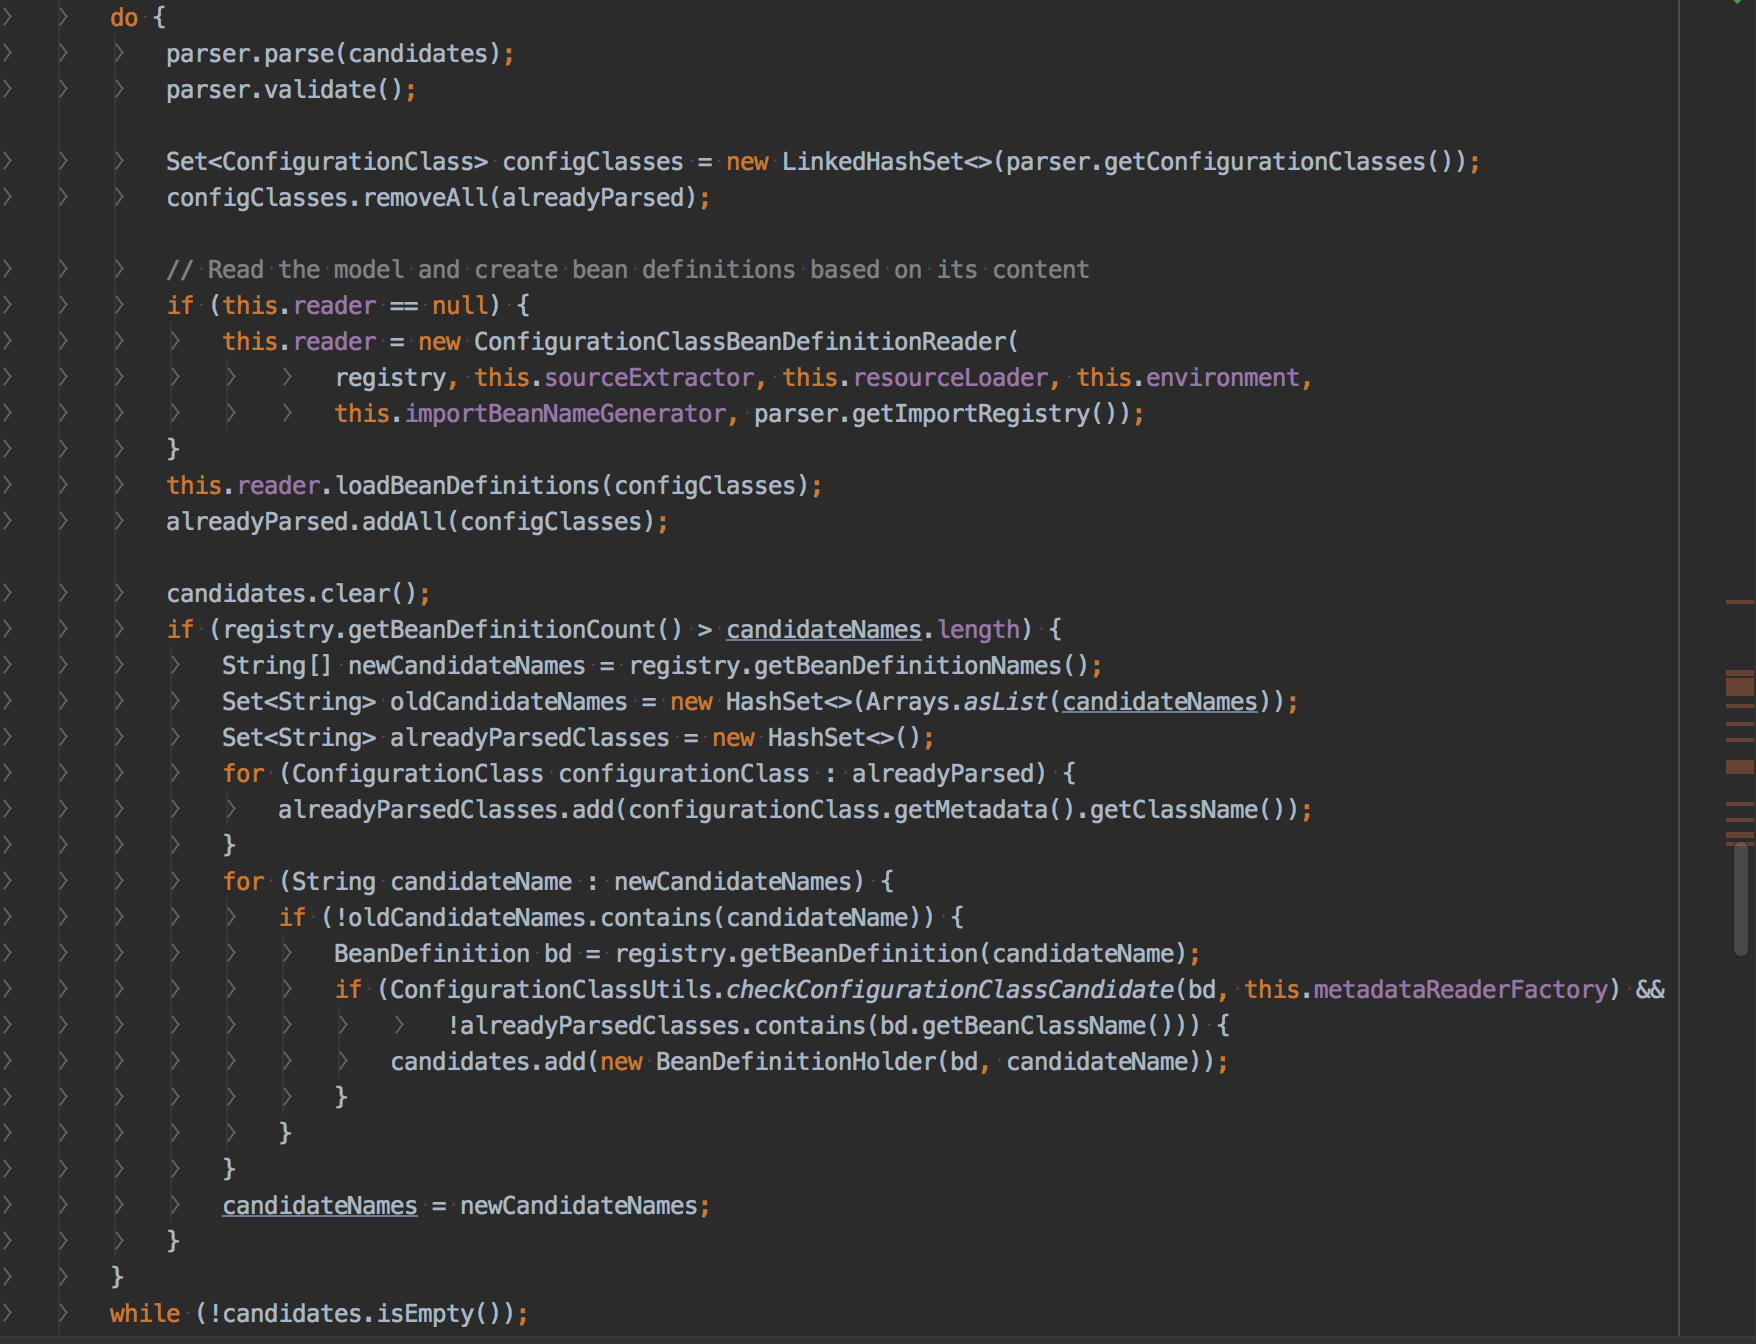 do {
parser.parse(candidates);
parser.validate();
Set<ConfigurationClass> configClasses = new LinkedHashSet<>(parser.getConfigurationClasses());
configClasses.removeAll(alreadyParsed);
// Read the model and create bean definitions based on its content
if (this.reader == null) {
this.reader = new ConfigurationClassBeanDefinitionReader(
registry, this.sourceExtractor, this.resourceLoader, this.environment,
this.importBeanNameGenerator, parser.getImportRegistry());
}
this.reader.loadBeanDefinitions(configClasses);
alreadyParsed.addAll(configClasses);
candidates.clear();
if (registry.getBeanDefinitionCount() > candidateNames.length) {
String[] newCandidateNames = registry.getBeanDefinitionNames();
Set<String> oldCandidateNames = new HashSet<>(Arrays.asList(candidateNames));
Set<String> alreadyParsedClasses = new HashSet<>();
for (ConfigurationClass configurationClass : alreadyParsed) {
alreadyParsedClasses.add(configurationClass.getMetadata().getClassName());
}
for (String candidateName : newCandidateNames) {
if (!oldCandidateNames.contains(candidateName)) {
BeanDefinition bd = registry.getBeanDefinition(candidateName);
if (ConfigurationClassUtils.checkConfigurationClassCandidate(bd, this.metadataReaderFactory) &&
!alreadyParsedClasses.contains(bd.getBeanClassName())) {
candidates.add(new BeanDefinitionHolder(bd, candidateName));
}
}
}
candidateNames = newCandidateNames;
}
}
while (!candidates.isEmpty());